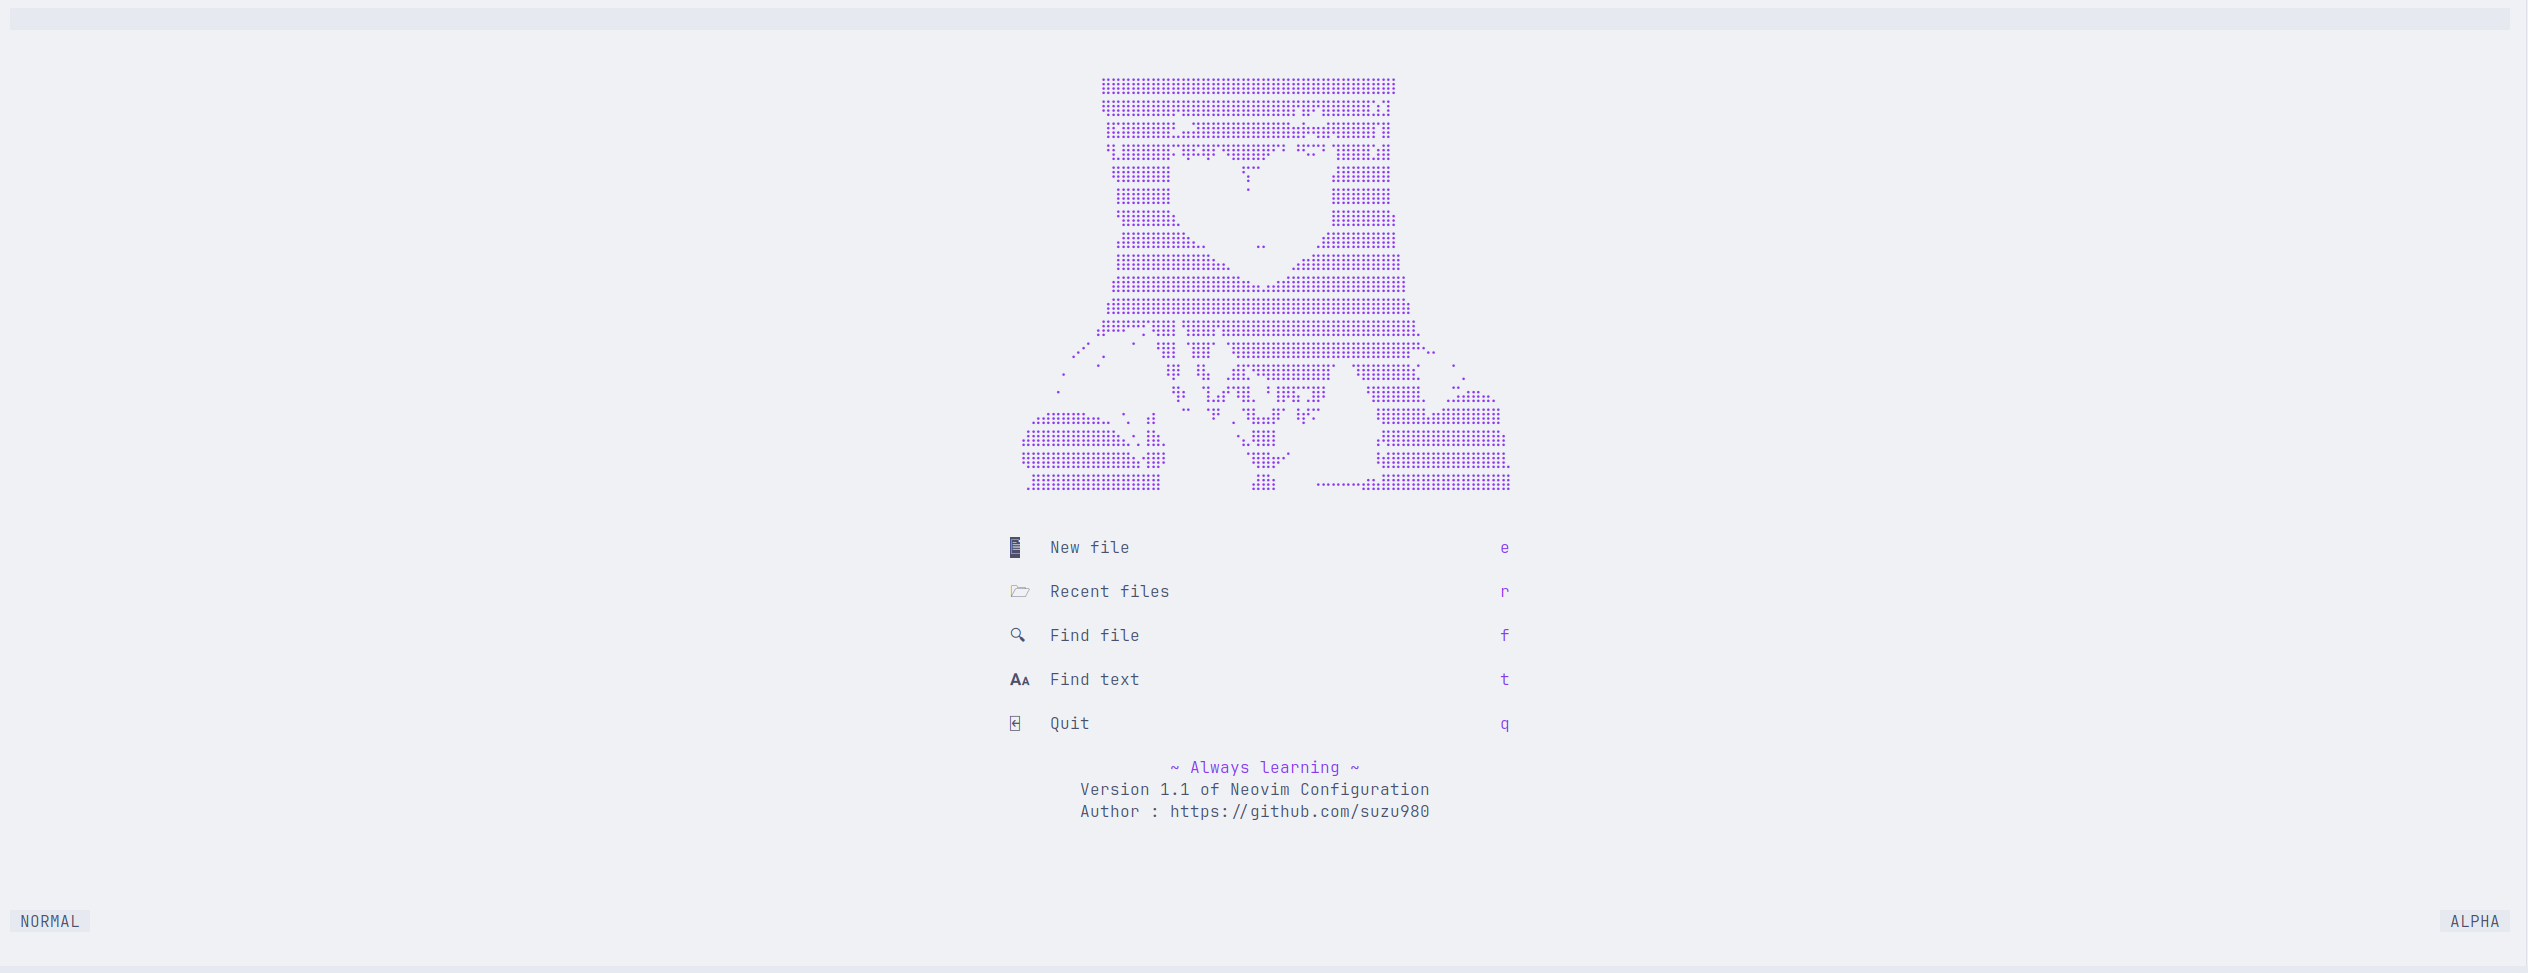 New file e
Recent files r
Find file f
Aᴀ Find text t
Quit q
~ Always learning ~
Version 1.1 of Neovim Configuration
Author : https://github.com/suzu980
NORMAL ALPHA